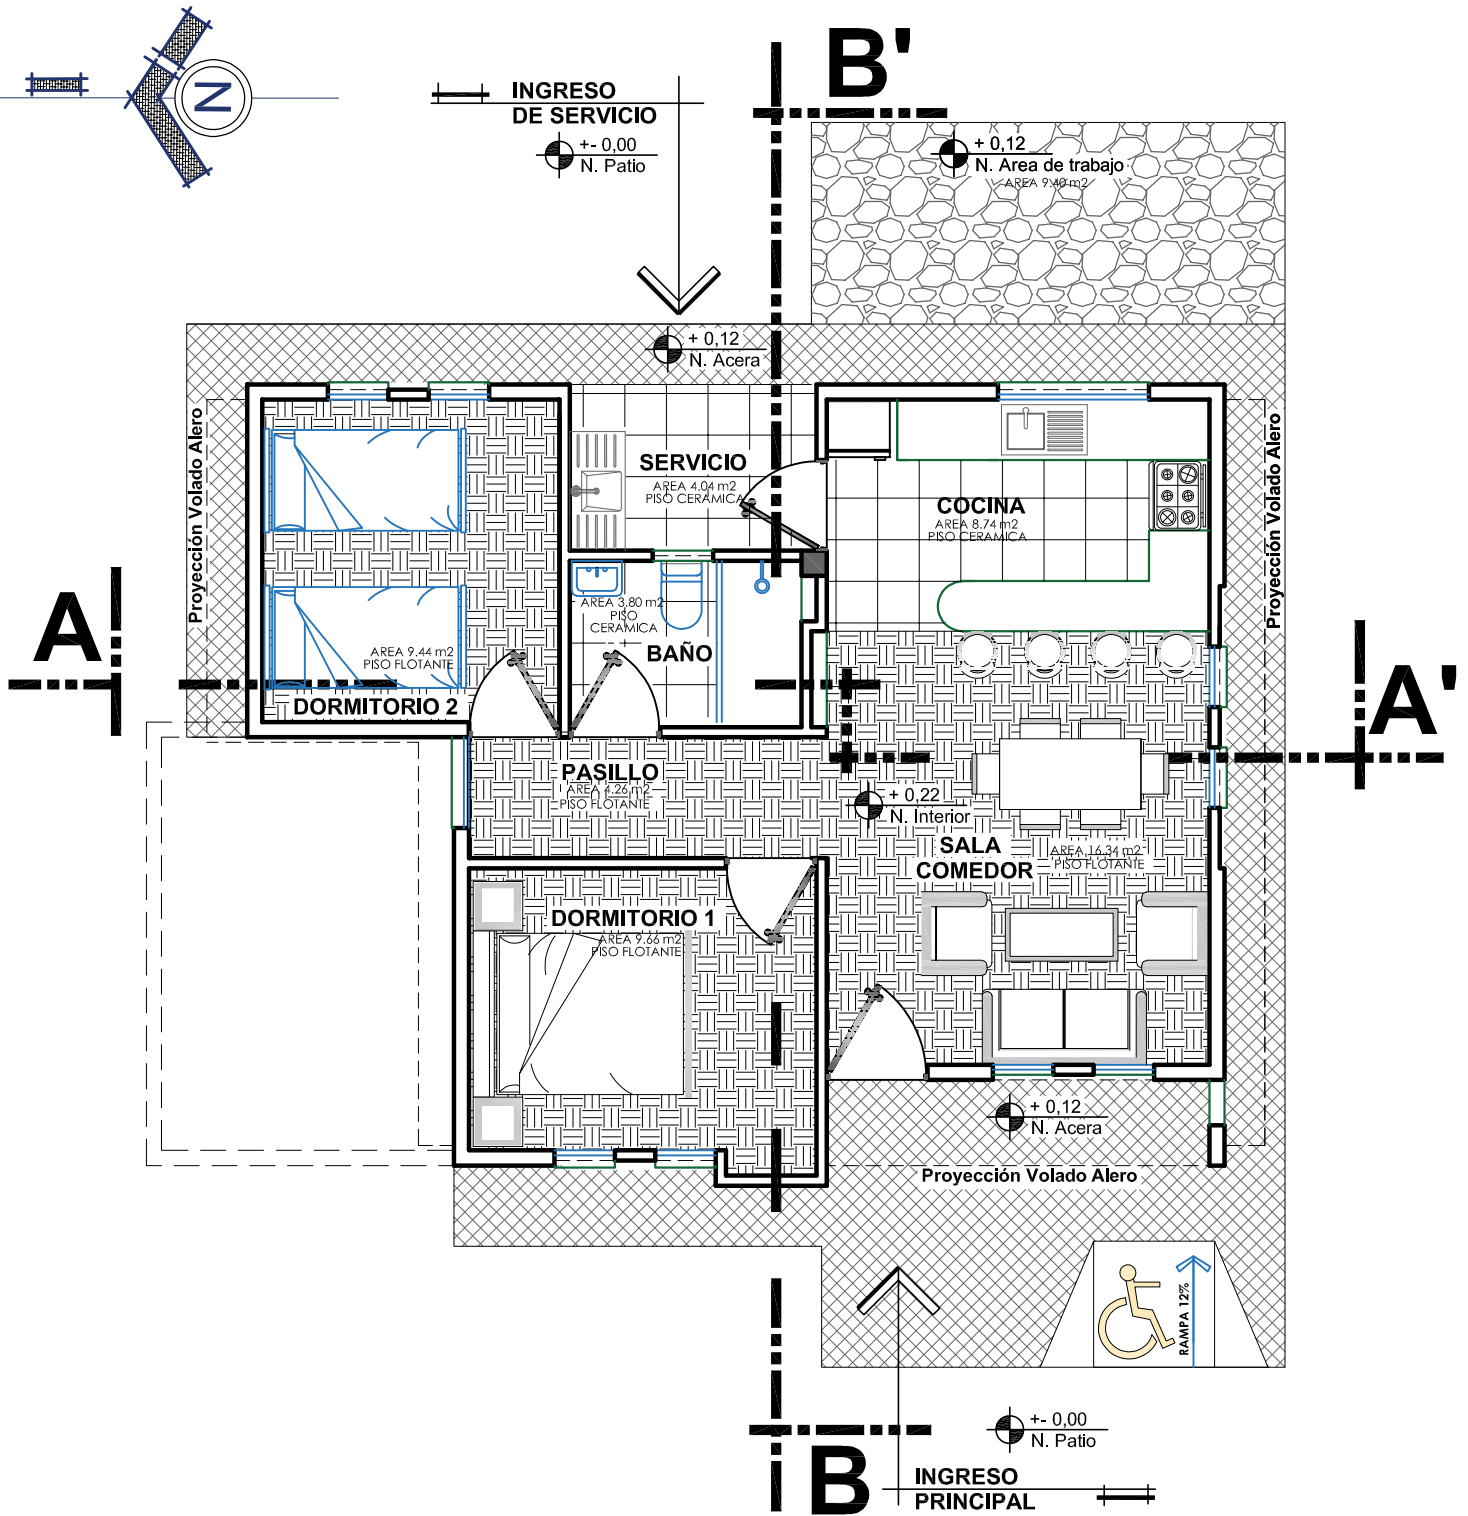 N
INGRESO
DE SERVICIO
+- 0,00
N. Patio
B'
+ 0,12
N. Area de trabajo
AREA 9.40 m2
+ 0,12
N. Acera
Proyección Volado Alero
SERVICIO
AREA 4.04 m2
PISO CERAMICA
COCINA
AREA 8.74 m2
PISO CERAMICA
Proyección Volado Alero
A
AREA 9.44 m2
PISO FLOTANTE
DORMITORIO 2
AREA 3.80 m2
PISO
CERAMICA
BAÑO
A'
PASILLO
AREA 4.26 m2
PISO FLOTANTE
+ 0,22
N. Interior
SALA
COMEDOR
AREA 16.34 m2
PISO FLOTANTE
DORMITORIO 1
AREA 9.66 m2
PISO FLOTANTE
+ 0,12
N. Acera
Proyección Volado Alero
RAMPA 12%
+- 0,00
N. Patio
B
INGRESO
PRINCIPAL